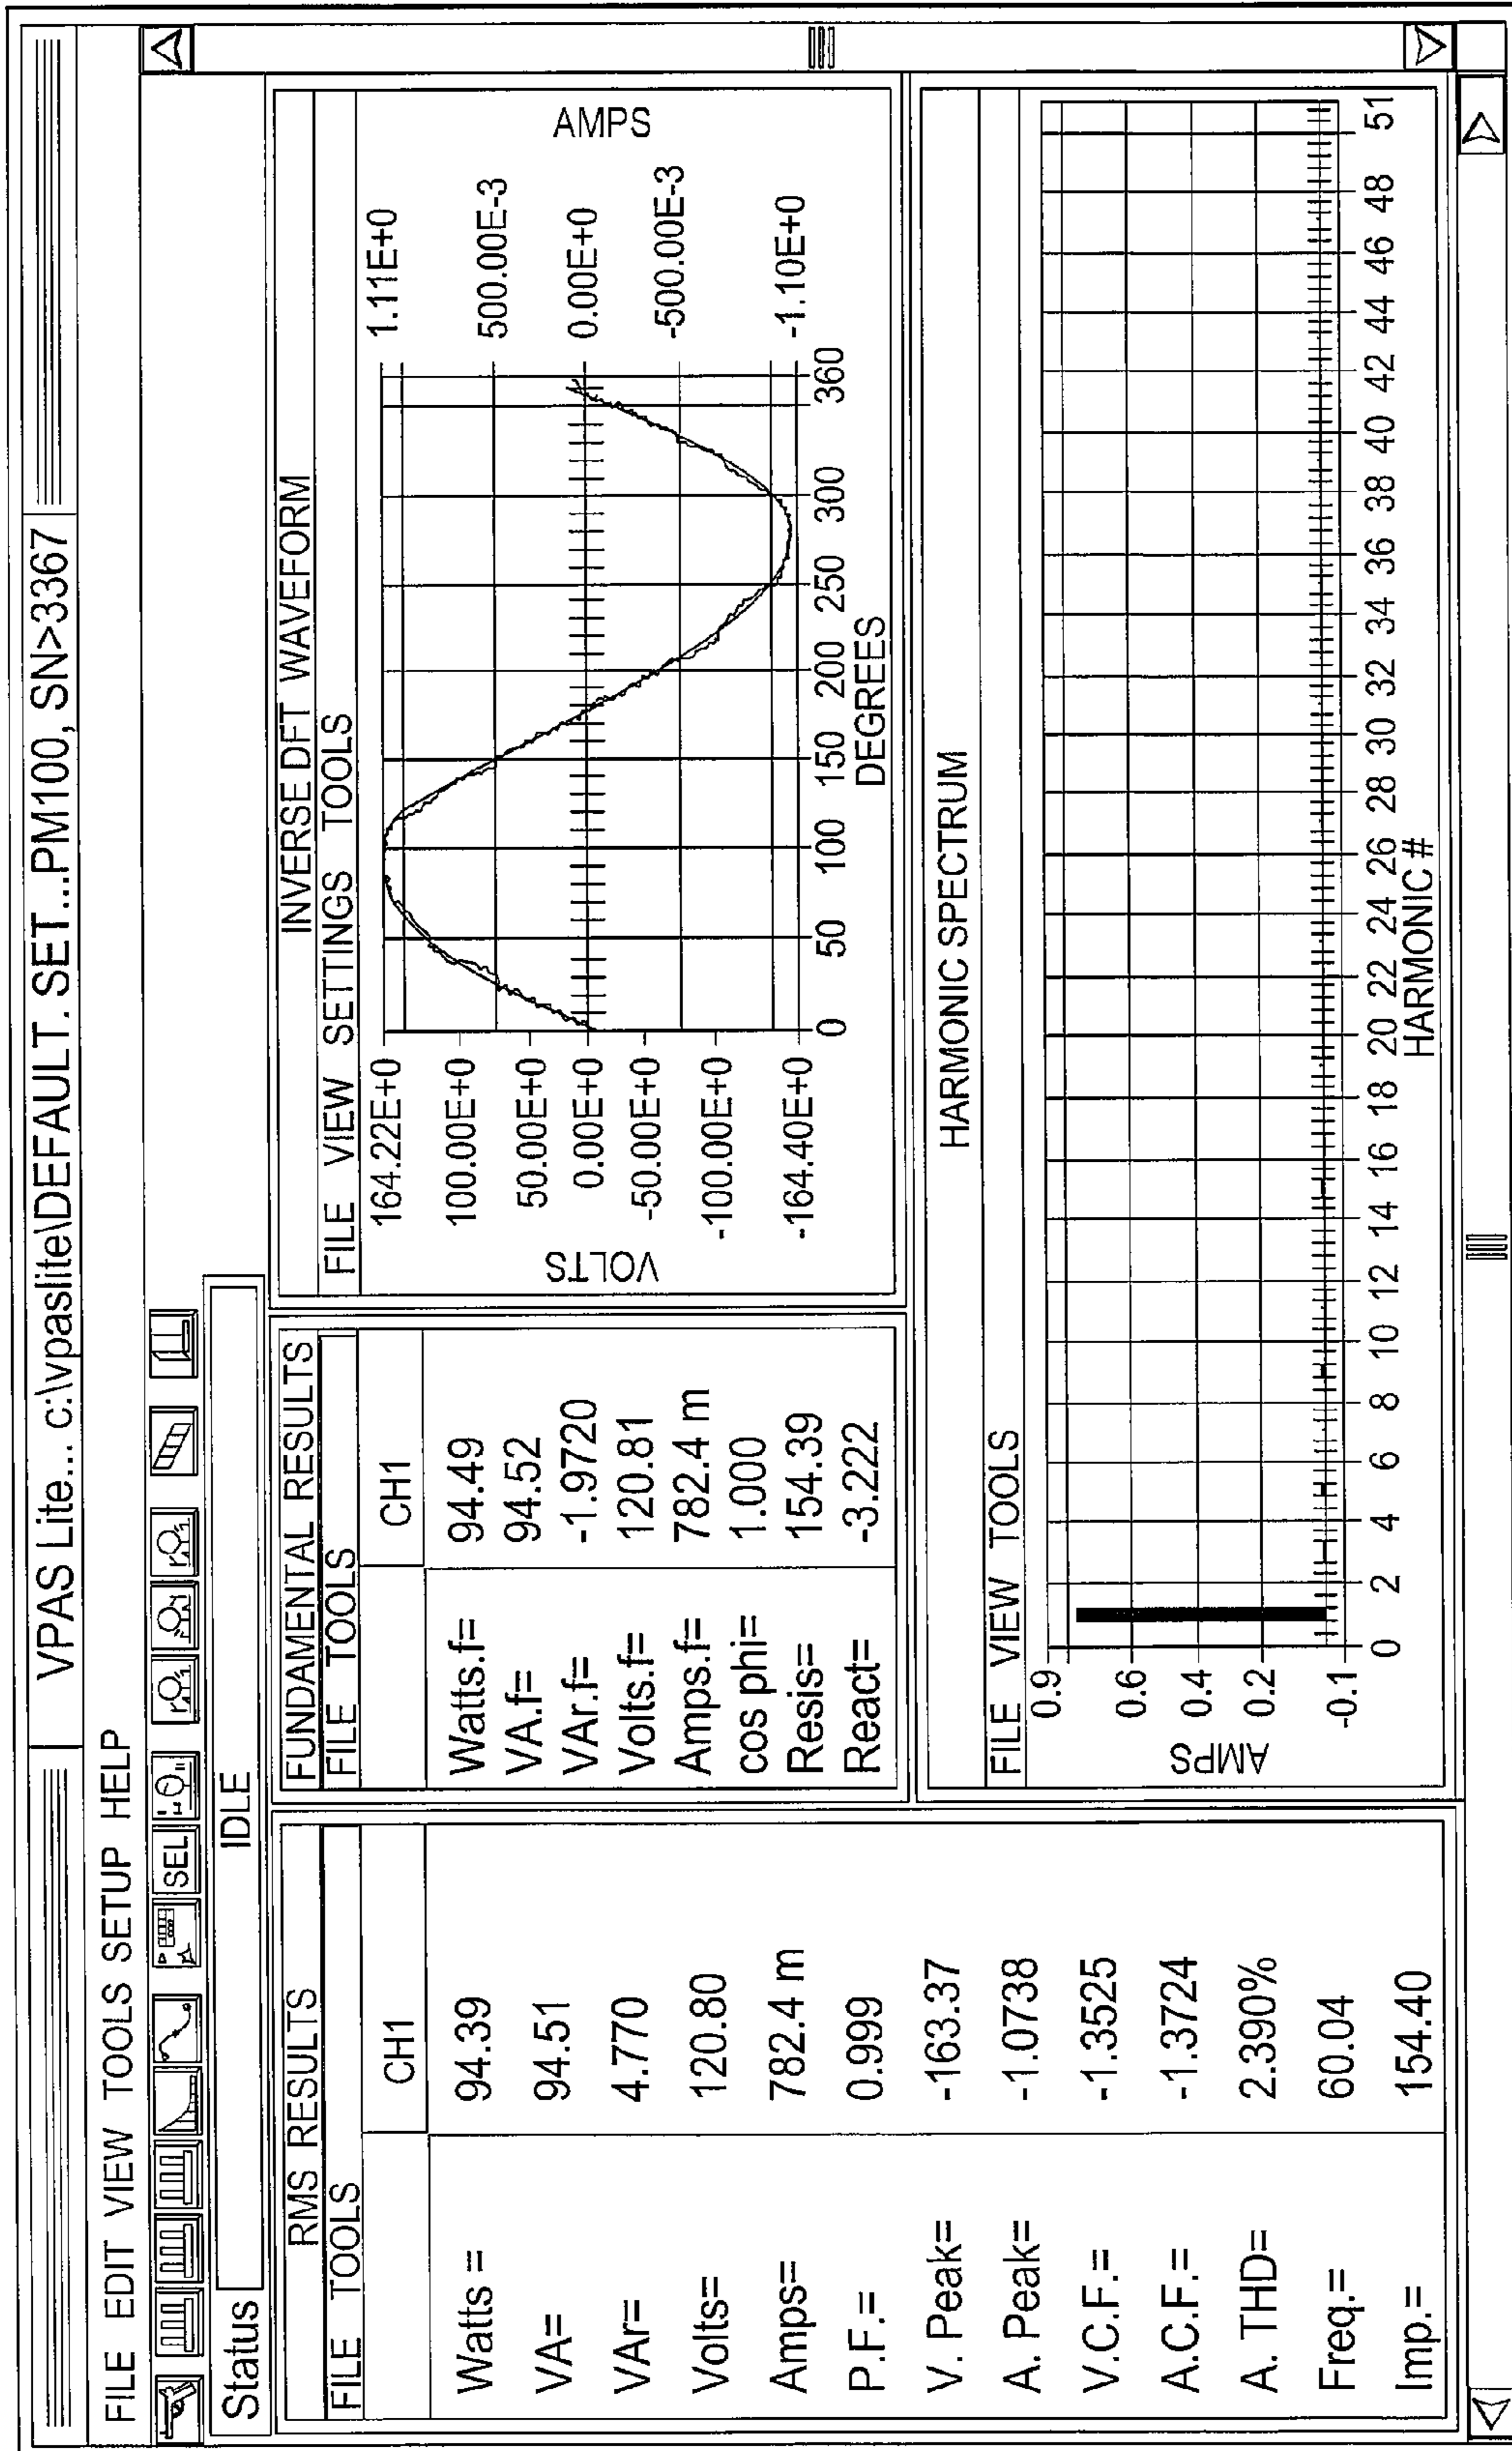 VPAS Lite... c:\vpaslite\DEFAULT. SET...PM100, SN>3367
FILE EDIT VIEW TOOLS SETUP HELP
SEL
Status IDLE
RMS RESULTS
FILE TOOLS
CH1
Watts = 94.39
VA= 94.51
VAr= 4.770
Volts= 120.80
Amps= 782.4 m
P.F.= 0.999
V. Peak= -163.37
A. Peak= -1.0738
V.C.F.= -1.3525
A.C.F.= -1.3724
A. THD= 2.390%
Freq.= 60.04
Imp.= 154.40
FUNDAMENTAL RESULTS
FILE TOOLS
CH1
Watts.f= 94.49
VA.f= 94.52
VAr.f= -1.9720
Volts.f= 120.81
Amps.f= 782.4 m
cos phi= 1.000
Resis= 154.39
React= -3.222
INVERSE DFT WAVEFORM
FILE VIEW SETTINGS TOOLS
VOLTS
164.22E+0
100.00E+0
50.00E+0
0.00E+0
-50.00E+0
-100.00E+0
-164.40E+0
1.11E+0
500.00E-3
0.00E+0
-500.00E-3
-1.10E+0
AMPS
0 50 100 150 200 250 300 360
DEGREES
HARMONIC SPECTRUM
FILE VIEW TOOLS
AMPS
0.9
0.6
0.4
0.2
-0.1
0 2 4 6 8 10 12 14 16 18 20 22 24 26 28 30 32 34 36 38 40 42 44 46 48 51
HARMONIC #